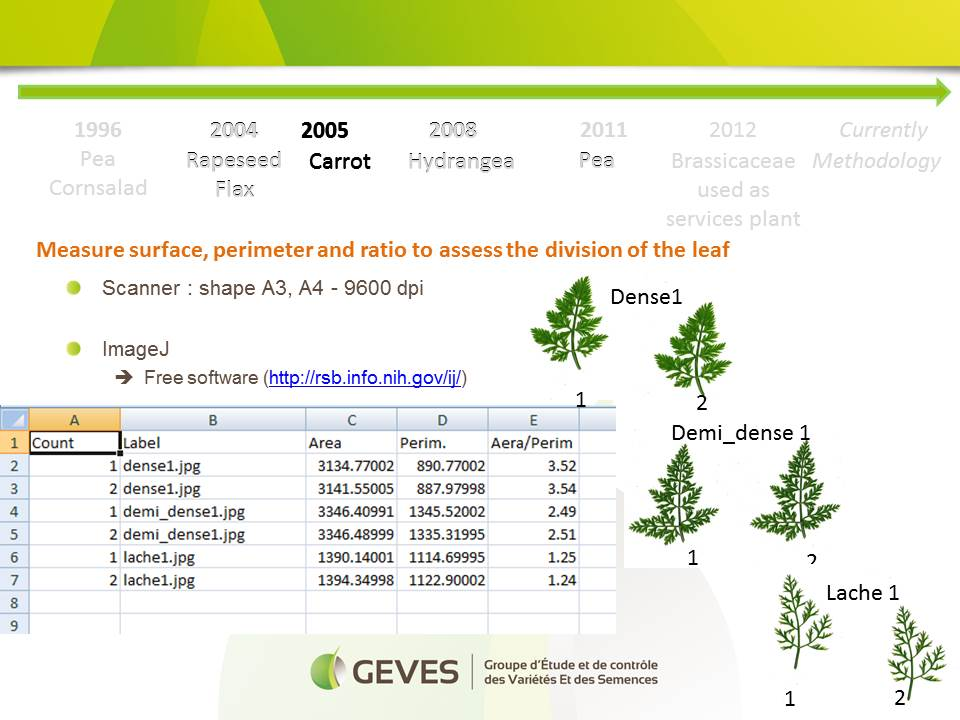 1996 2004 2005 2008 2011 2012 Currently
Pea Rapeseed Carrot Hydrangea Pea Brassicaceae Methodology
Cornsalad Flax used as
services plant
Measure surface, perimeter and ratio to assess the division of the leaf
Scanner : shape A3, A4 - 9600 dpi
Dense1
ImageJ
➔ Free software (http://rsb.info.nih.gov/ij/)
1 2
Demi_dense 1
A B C D E
1 Count Label Area Perim. Aera/Perim
2 1 dense1.jpg 3134.77002 890.77002 3.52
3 2 dense1.jpg 3141.55005 887.97998 3.54
4 1 demi_dense1.jpg 3346.40991 1345.52002 2.49
5 2 demi_dense1.jpg 3346.48999 1335.31995 2.51
6 1 lache1.jpg 1390.14001 1114.69995 1.25
7 2 lache1.jpg 1394.34998 1122.90002 1.24
8
9
1 2
Lache 1
1 2
GEVES
Groupe d'Étude et de contrôle
des Variétés Et des Semences